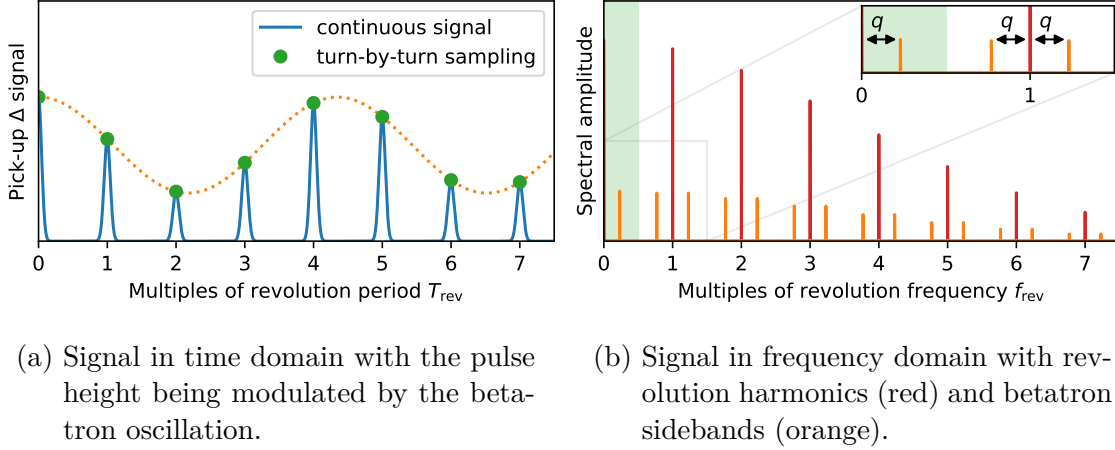 continuous signal
turn-by-turn sampling
Pick-up Δ signal
0 1 2 3 4 5 6 7
Multiples of revolution period T_rev
q q q
0 1
Spectral amplitude
0 1 2 3 4 5 6 7
Multiples of revolution frequency f_rev
(a) Signal in time domain with the pulse
height being modulated by the beta-
tron oscillation.
(b) Signal in frequency domain with rev-
olution harmonics (red) and betatron
sidebands (orange).